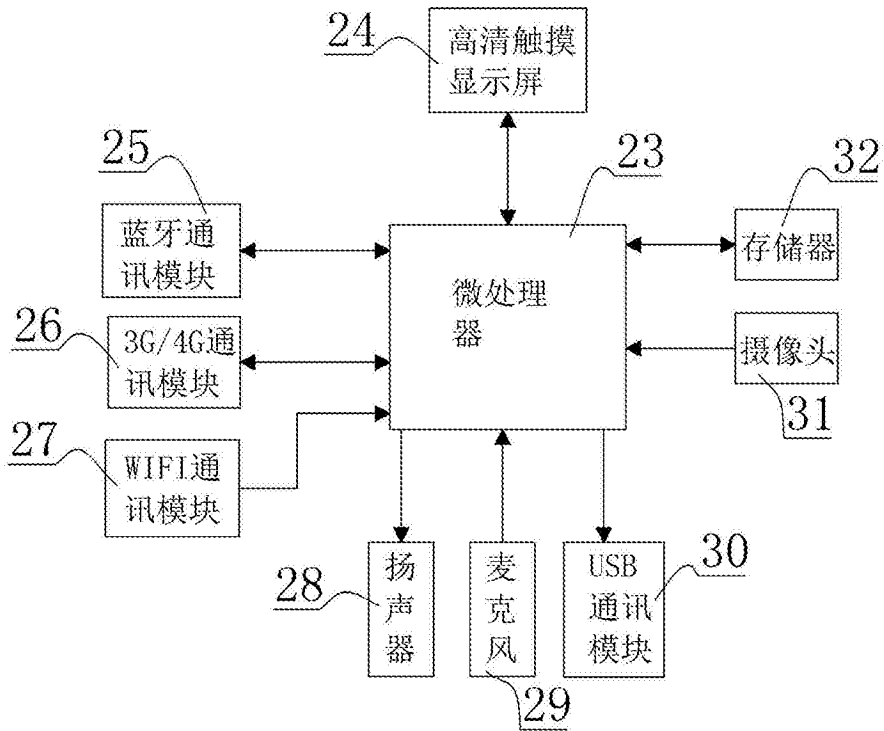 24
高清触摸
显示屏
25
23
32
蓝牙通
讯模块
存储器
微处理
器
26
3G/4G通
讯模块
摄像头
31
27
WIFI通
讯模块
28
扬
声
器
麦
克
风
29
USB
通讯
模块
30